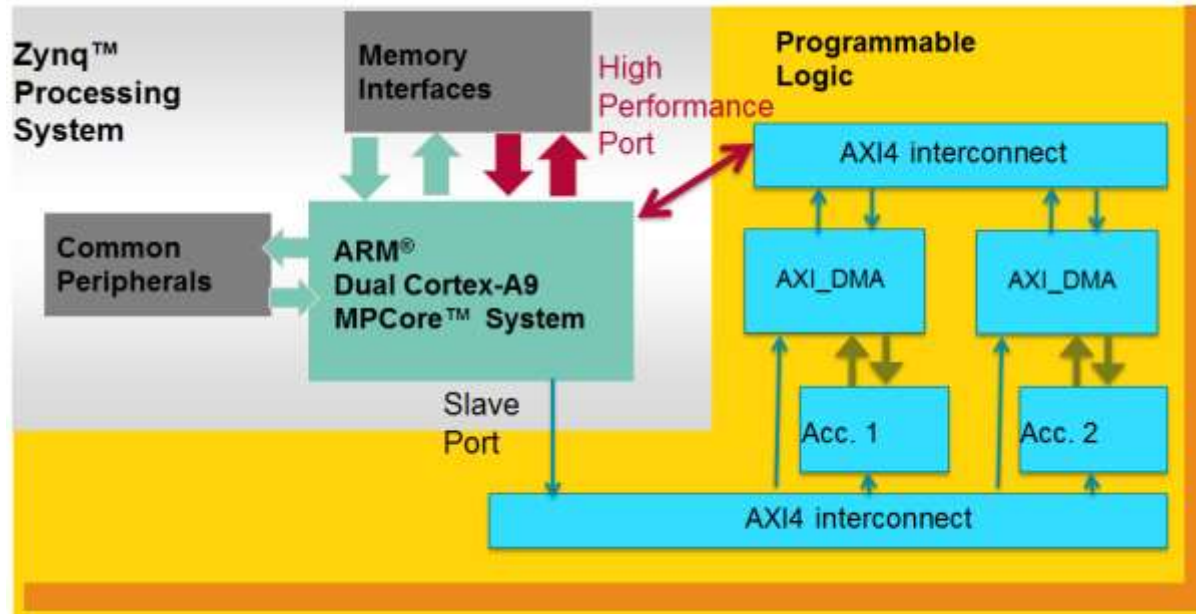 Zynq™
Processing
System
Memory
Interfaces
High
Performance
Port
Programmable
Logic
AXI4 interconnect
Common
Peripherals
ARM®
Dual Cortex-A9
MPCore™ System
AXI_DMA
AXI_DMA
Slave
Port
Acc. 1
Acc. 2
AXI4 interconnect